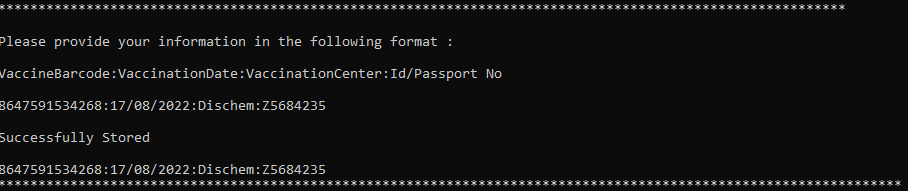 **********************************************************************************************************
Please provide your information in the following format :
VaccineBarcode:VaccinationDate:VaccinationCenter:Id/Passport No
8647591534268:17/08/2022:Dischem:Z5684235
Successfully Stored
8647591534268:17/08/2022:Dischem:Z5684235
*****************************************************************************************************************